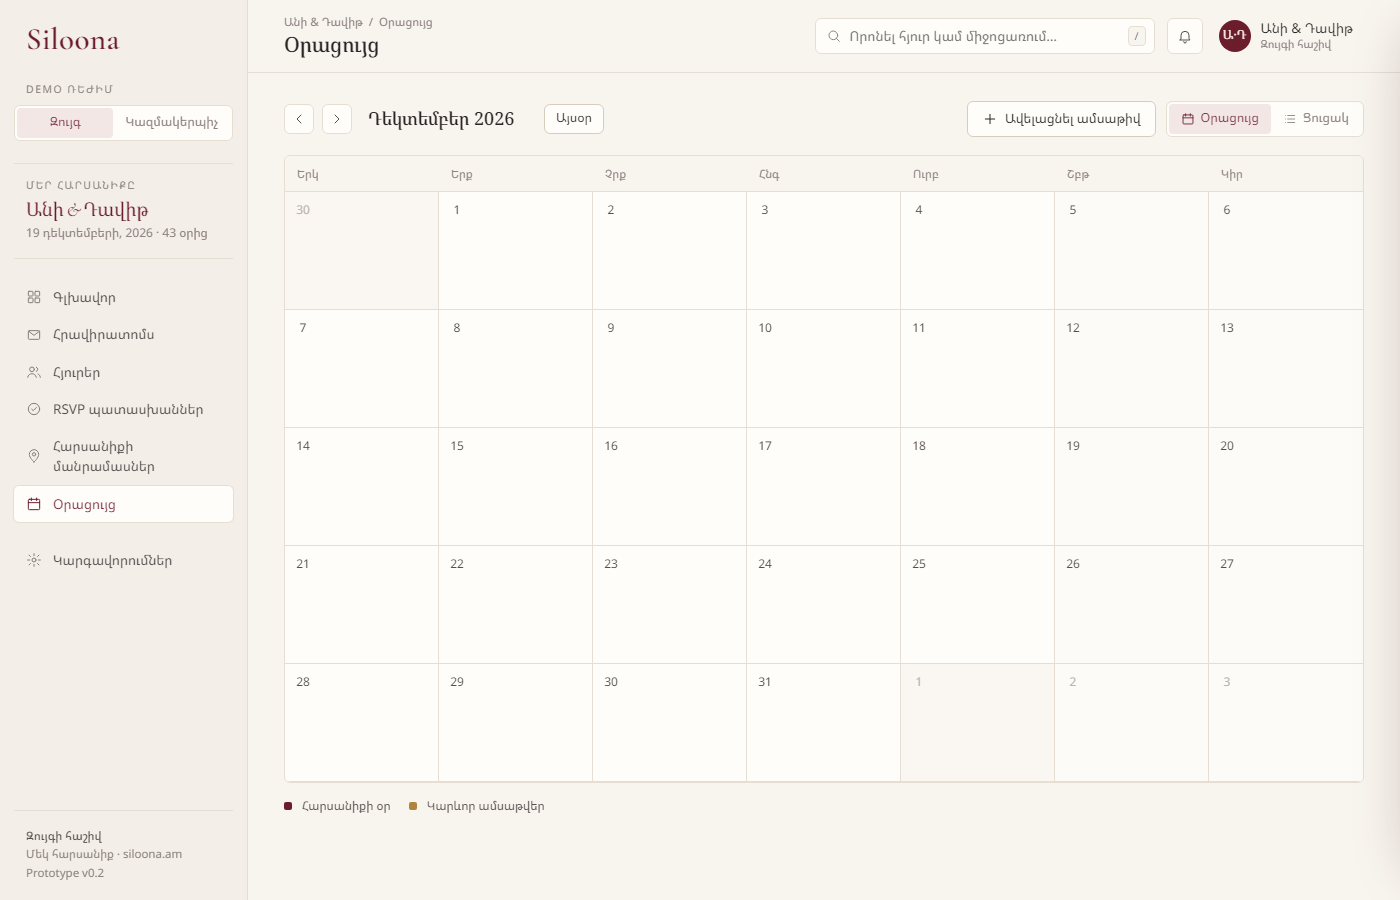 Siloona
DEMO ՌԵԺԻՄ
Զույգ
Կազմակերպիչ
ՄԵՐ ՀԱՐՍԱՆԻՔԸ
Անի & Դավիթ
19 դեկտեմբերի, 2026 · 43 օրից
Գլխավոր
Հրավիրատոմս
Հյուրեր
RSVP պատասխաններ
Հարսանիքի
մանրամասներ
Օրացույց
Կարգավորումներ
Զույգի հաշիվ
Մեկ հարսանիք · siloona.am
Prototype v0.2
Անի & Դավիթ / Օրացույց
Օրացույց
Որոնել հյուր կամ միջոցառում... /
Ա·Դ
Անի & Դավիթ
Զույգի հաշիվ
Դեկտեմբեր 2026
Այսօր
Ավելացնել ամսաթիվ
Օրացույց
Ցուցակ
Երկ Երք Չրք Հնգ Ուրբ Շբթ Կիր
30 1 2 3 4 5 6
7 8 9 10 11 12 13
14 15 16 17 18 19 20
21 22 23 24 25 26 27
28 29 30 31 1 2 3
Հարսանիքի օր
Կարևոր ամսաթվեր